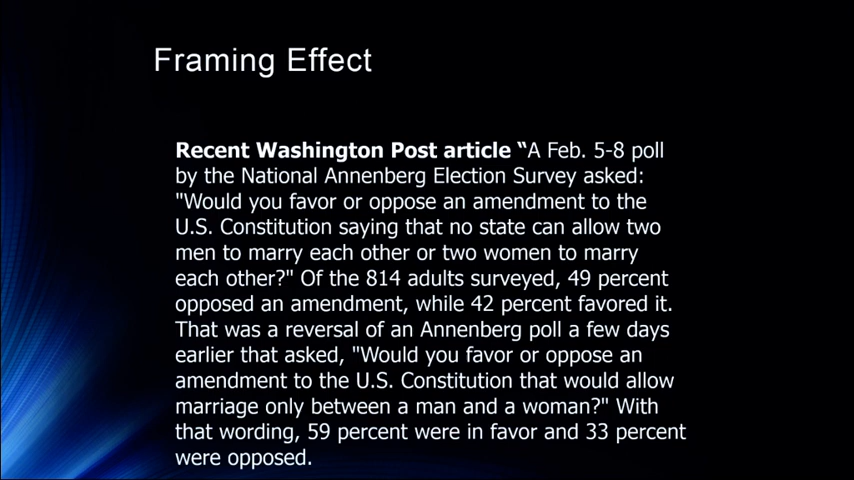 Framing Effect
Recent Washington Post article “A Feb. 5-8 poll
by the National Annenberg Election Survey asked:
"Would you favor or oppose an amendment to the
U.S. Constitution saying that no state can allow two
men to marry each other or two women to marry
each other?" Of the 814 adults surveyed, 49 percent
opposed an amendment, while 42 percent favored it.
That was a reversal of an Annenberg poll a few days
earlier that asked, "Would you favor or oppose an
amendment to the U.S. Constitution that would allow
marriage only between a man and a woman?" With
that wording, 59 percent were in favor and 33 percent
were opposed.